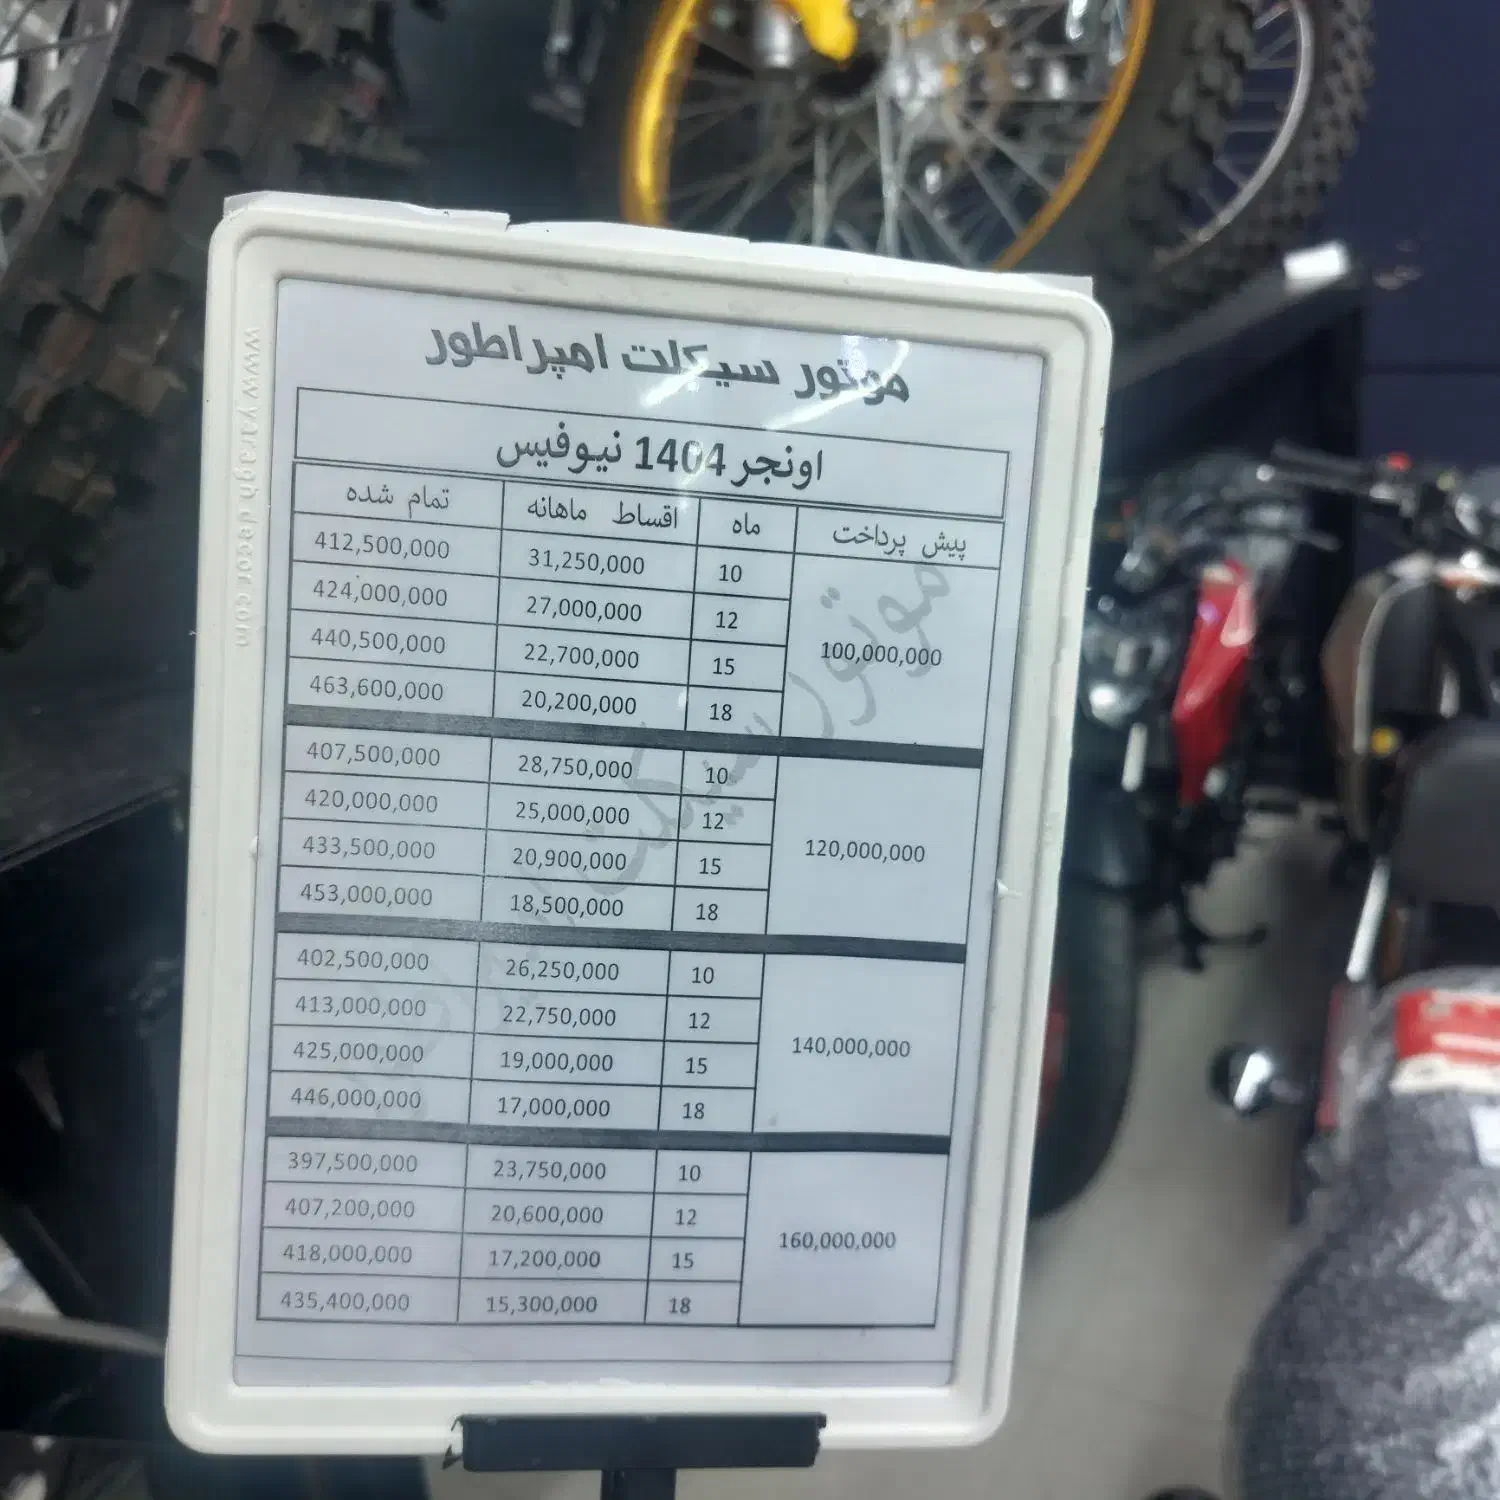 موتور سیکلت امپراطور
اونجر 1404 نیوفیس
پیش پرداخت ماه اقساط ماهانه تمام شده
100,000,000
10 31,250,000 412,500,000
12 27,000,000 424,000,000
15 22,700,000 440,500,000
18 20,200,000 463,600,000
120,000,000
10 28,750,000 407,500,000
12 25,000,000 420,000,000
15 20,900,000 433,500,000
18 18,500,000 453,000,000
140,000,000
10 26,250,000 402,500,000
12 22,750,000 413,000,000
15 19,000,000 425,000,000
18 17,000,000 446,000,000
160,000,000
10 23,750,000 397,500,000
12 20,600,000 407,200,000
15 17,200,000 418,000,000
18 15,300,000 435,400,000
موتور سیکلت امپراطور
www.yaragh decor.com